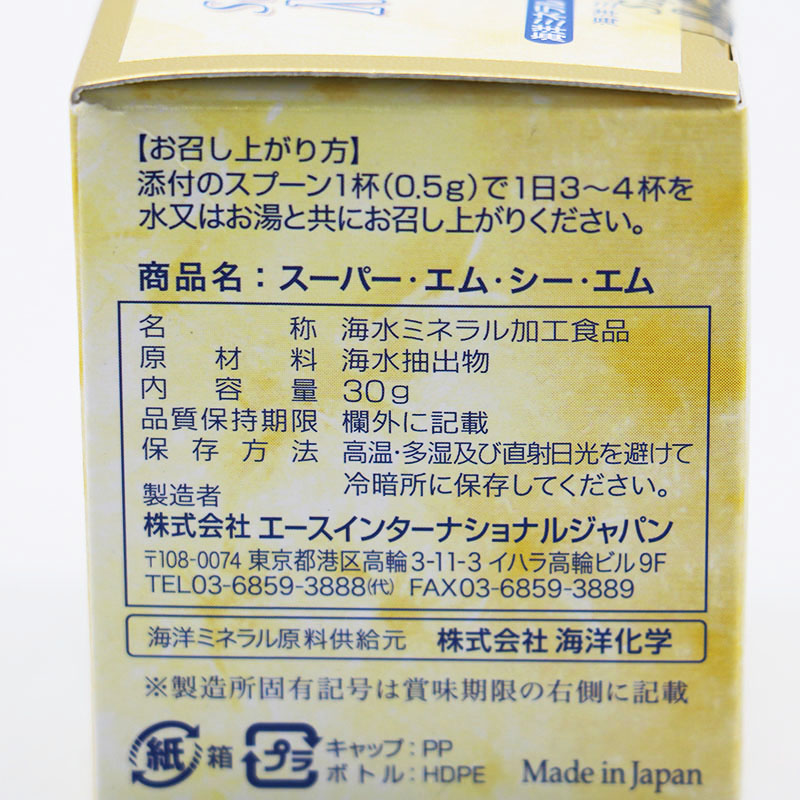 【お召し上がり方】
添付のスプーン1杯(0.5g)で1日3〜4杯を
水又はお湯と共にお召し上がりください。
商品名：スーパー・エム・シー・エム
名称 海水ミネラル加工食品
原材料 海水抽出物
内容量 30g
品質保持期限 欄外に記載
保存方法 高温・多湿及び直射日光を避けて
冷暗所に保存してください。
製造者
株式会社 エースインターナショナルジャパン
〒108-0074 東京都港区高輪3-11-3 イハラ高輪ビル9F
TEL03-6859-3888(代) FAX03-6859-3889
海洋ミネラル原料供給元 株式会社 海洋化学
※製造所固有記号は賞味期限の右側に記載
紙 箱 プラ キャップ：PP
ボトル：HDPE Made in Japan